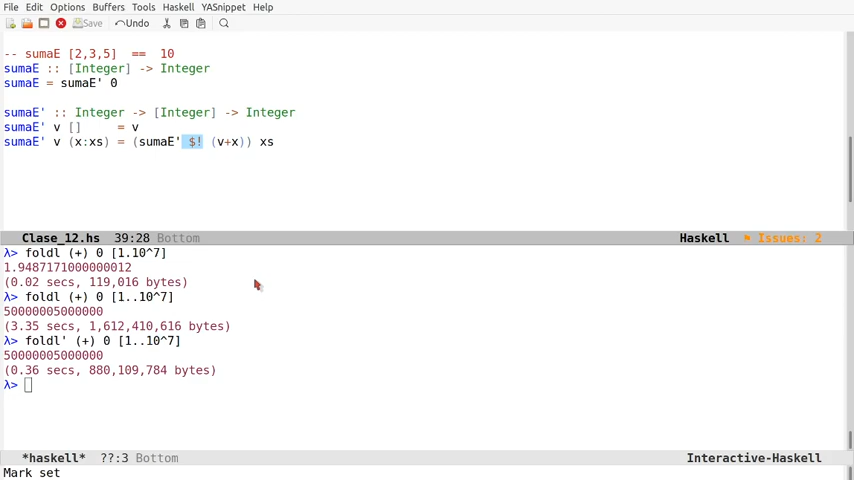 File Edit Options Buffers Tools Haskell YASnippet Help
Save Undo
-- sumaE [2,3,5]  ==  10
sumaE :: [Integer] -> Integer
sumaE = sumaE' 0
sumaE' :: Integer -> [Integer] -> Integer
sumaE' v []     = v
sumaE' v (x:xs) = (sumaE' $! (v+x)) xs
Clase_12.hs  39:28 Bottom Haskell Issues: 2
λ> foldl (+) 0 [1.10^7]
1.9487171000000012
(0.02 secs, 119,016 bytes)
λ> foldl (+) 0 [1..10^7]
50000005000000
(3.35 secs, 1,612,410,616 bytes)
λ> foldl' (+) 0 [1..10^7]
50000005000000
(0.36 secs, 880,109,784 bytes)
λ>
*haskell*  ??:3 Bottom Interactive-Haskell
Mark set